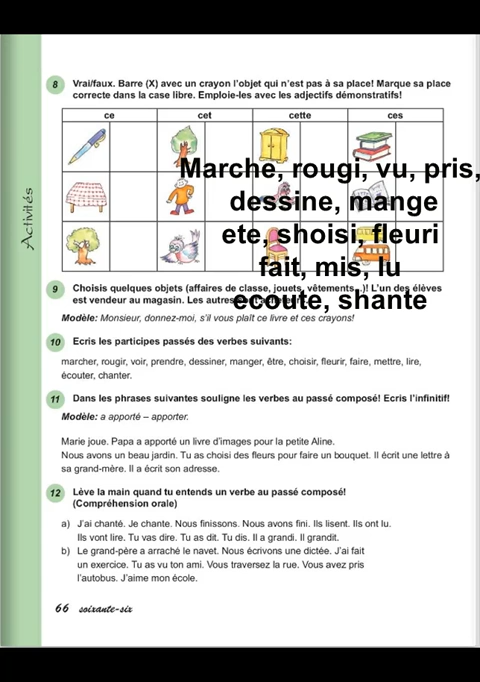 Activités
8 Vrai/faux. Barre (X) avec un crayon l'objet qui n'est pas à sa place! Marque sa place
correcte dans la case libre. Emploie-les avec les adjectifs démonstratifs!
ce cet cette ces
Marche, rougi, vu, pris,
dessine, mange
ete, shoisi, fleuri
fait, mis, lu
ecoute, shante
9 Choisis quelques objets (affaires de classe, jouets, vêtements...)! L'un des élèves
est vendeur au magasin. Les autres
Modèle: Monsieur, donnez-moi, s'il vous plaît ce livre et ces crayons!
10 Ecris les participes passés des verbes suivants:
marcher, rougir, voir, prendre, dessiner, manger, être, choisir, fleurir, faire, mettre, lire,
écouter, chanter.
11 Dans les phrases suivantes souligne les verbes au passé composé! Ecris l'infinitif!
Modèle: a apporté – apporter.
Marie joue. Papa a apporté un livre d'images pour la petite Aline.
Nous avons un beau jardin. Tu as choisi des fleurs pour faire un bouquet. Il écrit une lettre à
sa grand-mère. Il a écrit son adresse.
12 Lève la main quand tu entends un verbe au passé composé!
(Compréhension orale)
a) J'ai chanté. Je chante. Nous finissons. Nous avons fini. Ils lisent. Ils ont lu.
Ils vont lire. Tu vas dire. Tu as dit. Tu dis. Il a grandi. Il grandit.
b) Le grand-père a arraché le navet. Nous écrivons une dictée. J'ai fait
un exercice. Tu as vu ton ami. Vous traversez la rue. Vous avez pris
l'autobus. J'aime mon école.
66 soixante-six